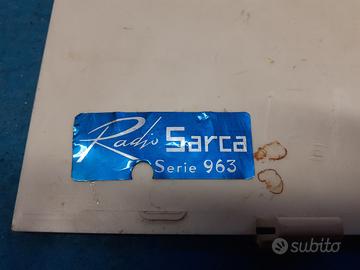 Radio Sarca
Serie 963
subito